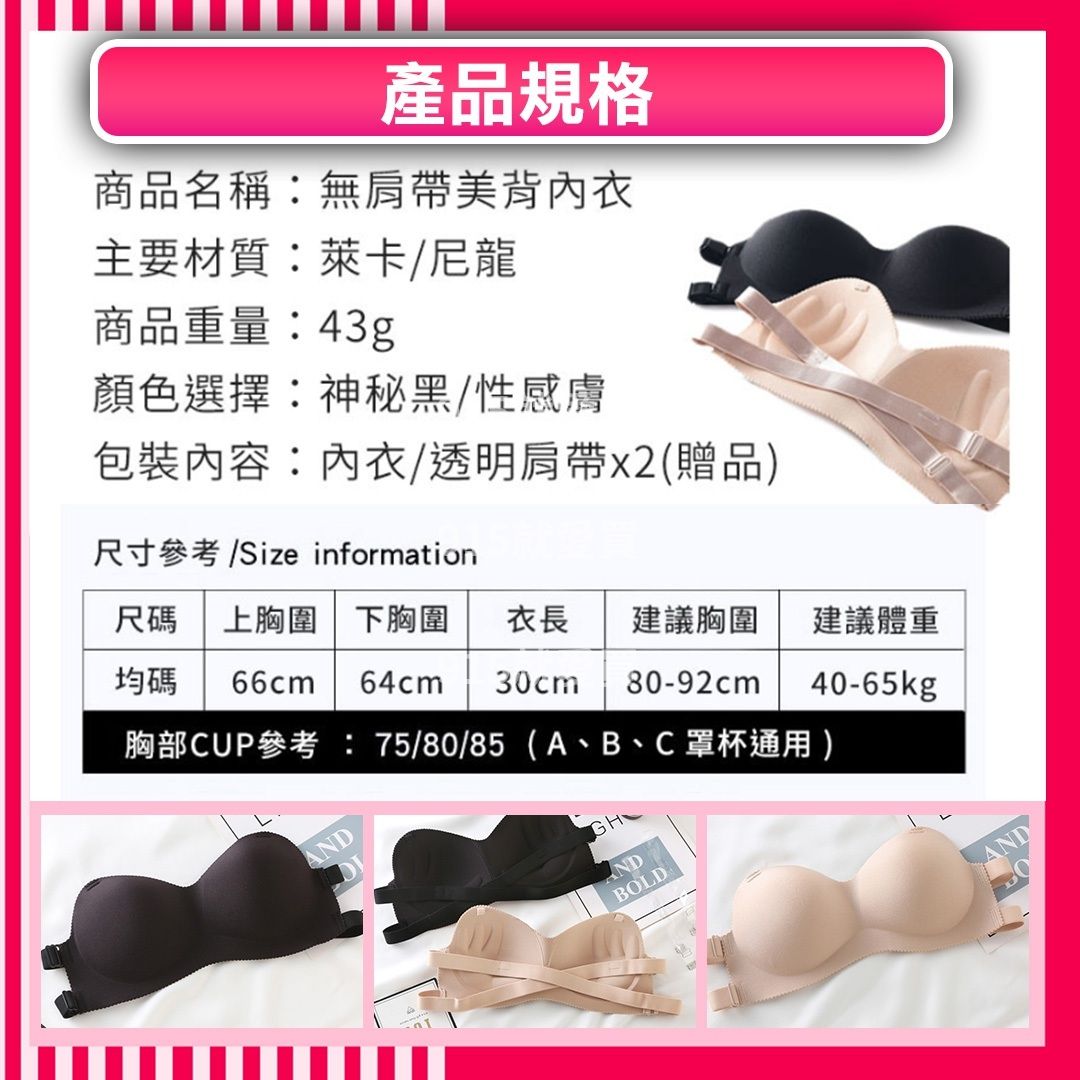 產品規格
商品名稱：無肩帶美背內衣
主要材質：萊卡/尼龍
商品重量：43g
顏色選擇：神秘黑/性感膚
包裝內容：內衣/透明肩帶x2(贈品)
尺寸參考/Size information
尺碼 上胸圍 下胸圍 衣長 建議胸圍 建議體重
均碼 66cm 64cm 30cm 80-92cm 40-65kg
胸部CUP參考 ： 75/80/85 (A、B、C 罩杯通用)
AND
BOLD
AND